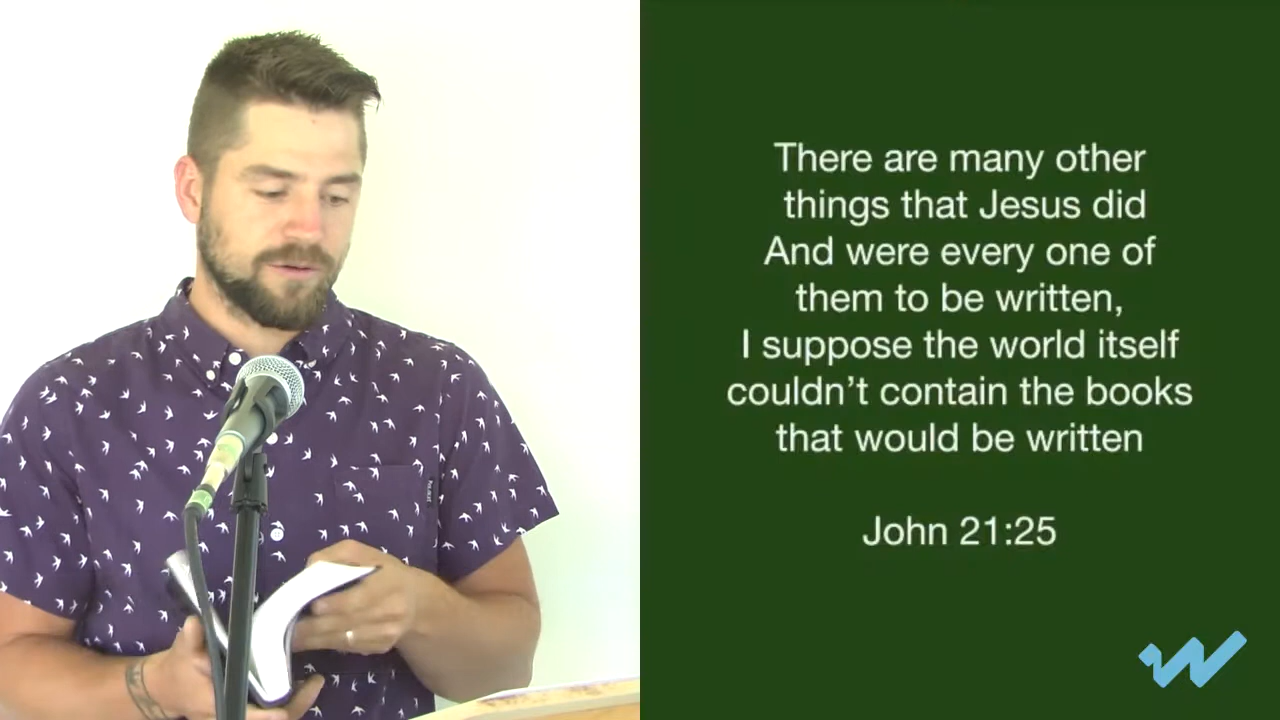 There are many other
things that Jesus did
And were every one of
them to be written,
I suppose the world itself
couldn’t contain the books
that would be written
John 21:25